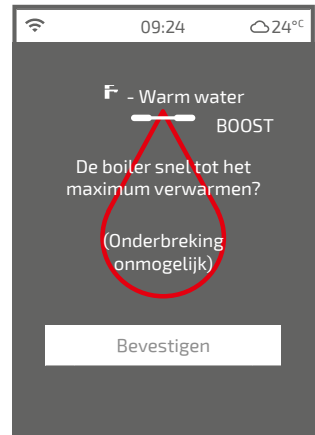 09:24 24°C
- Warm water
BOOST
De boiler snel tot het
maximum verwarmen?
(Onderbreking
onmogelijk)
Bevestigen